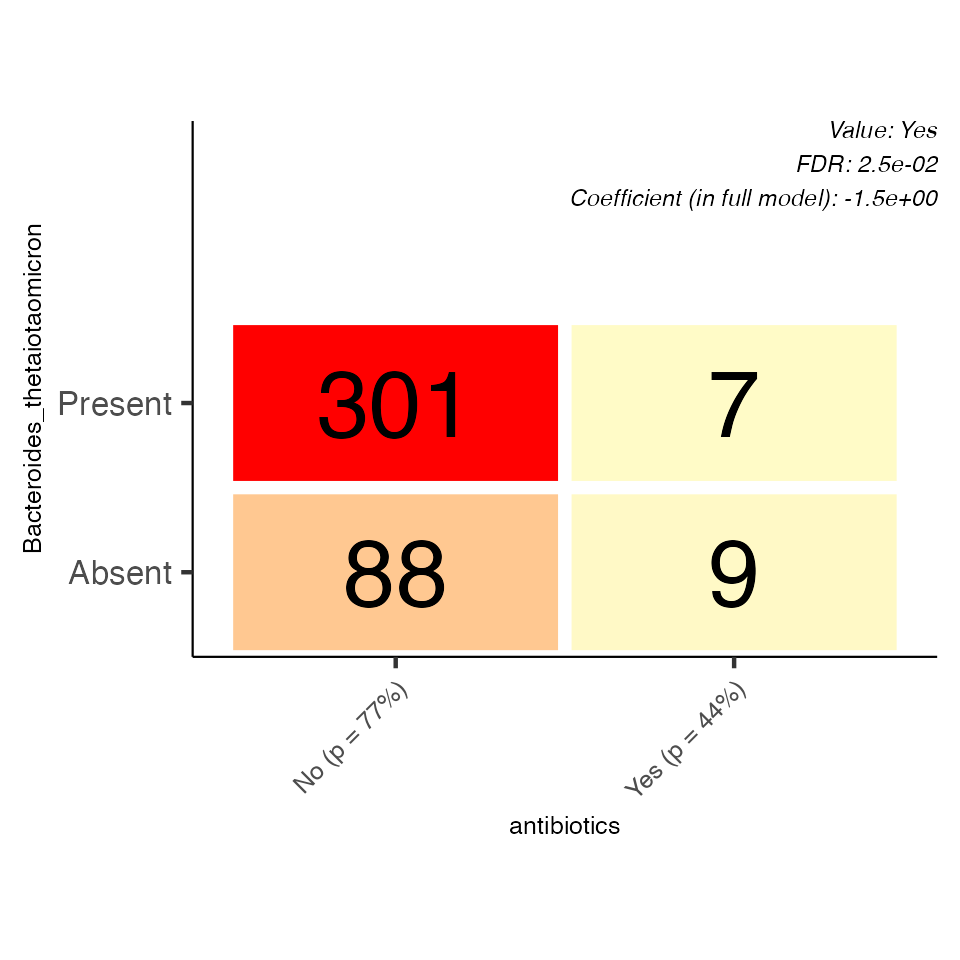 Value: Yes
FDR: 2.5e-02
Coefficient (in full model): -1.5e+00
Bacteroides_thetaiotaomicron
Present
301
7
Absent
88
9
No (p = 77%)
Yes (p = 44%)
antibiotics